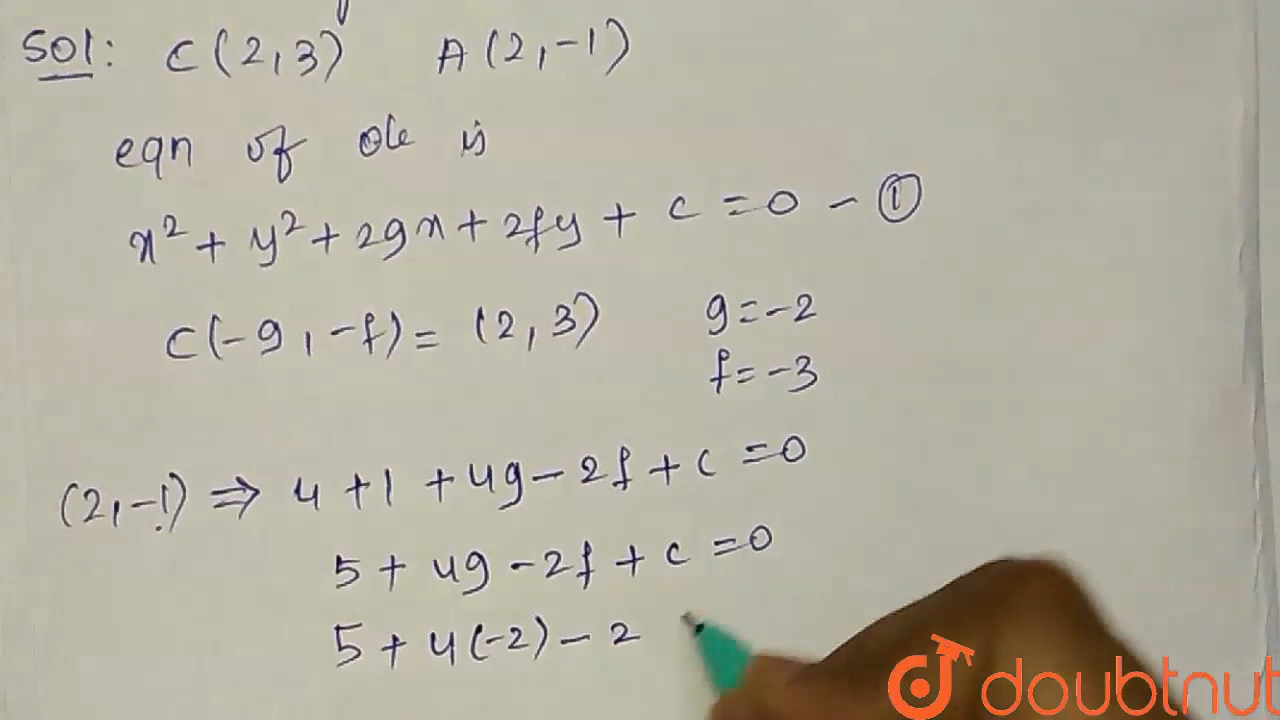 Sol: C(2,3) A(2,-1)
eqn of ole is
x² + y² + 2gx + 2fy + c = 0 - ①
C(-g, -f) = (2, 3) g = -2
f = -3
(2,-1) ⇒ 4 + 1 + 4g - 2f + c = 0
5 + 4g - 2f + c = 0
5 + 4(-2) - 2
doubtnut